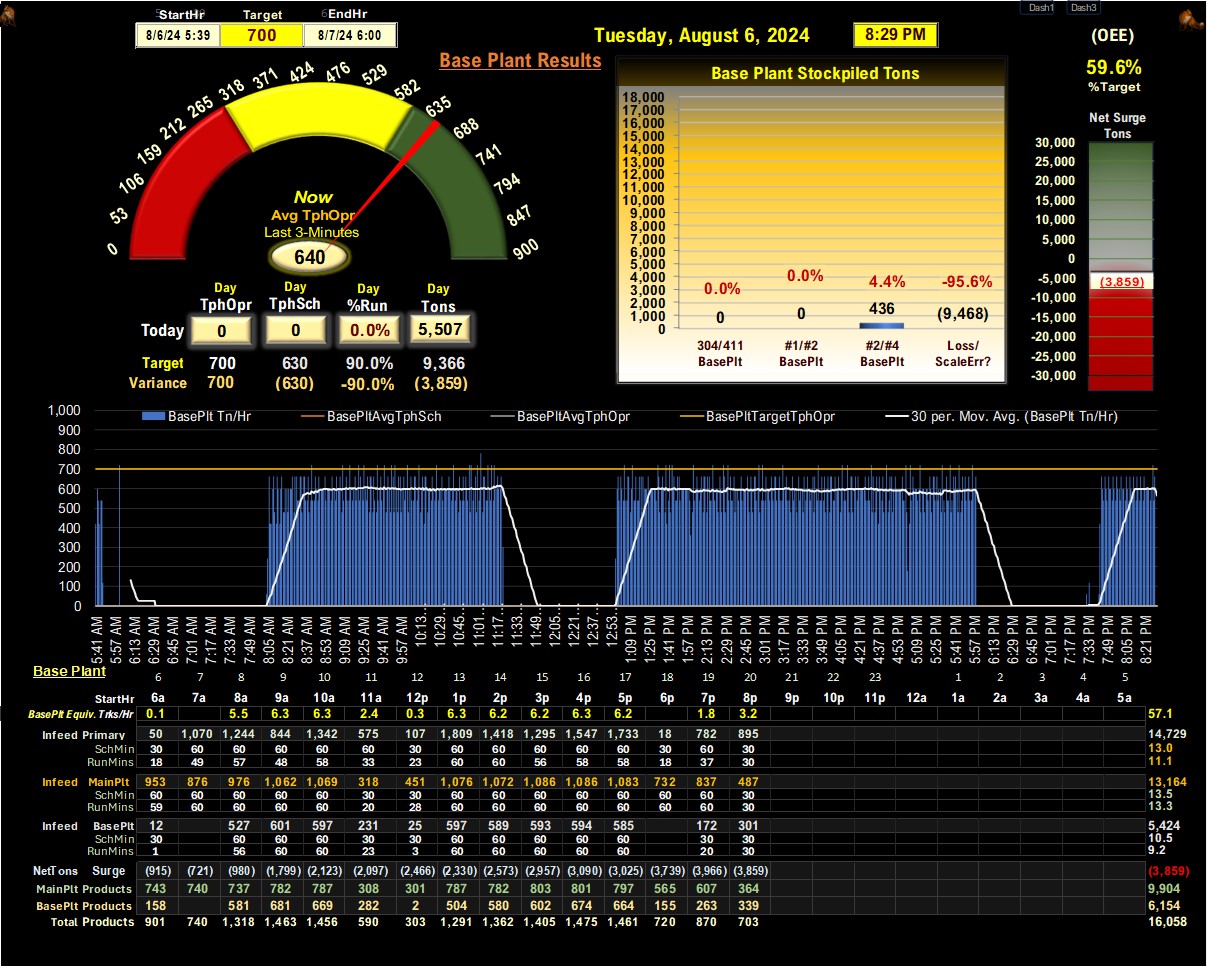 StartHr Target EndHr Dash1 Dash3
8/6/24 5:39 700 8/7/24 6:00
Tuesday, August 6, 2024 8:29 PM
(OEE)
59.6%
%Target
Base Plant Results
Base Plant Stockpiled Tons
0 53 106 159 212 265 318 371 424 476 529 582 635 688 741 794 847 900
Now
Avg TphOpr
Last 3-Minutes
640
18,000
17,000
16,000
15,000
14,000
13,000
12,000
11,000
10,000
9,000
8,000
7,000
6,000
5,000
4,000
3,000
2,000
1,000
0
0.0% 0.0% 4.4% -95.6%
0 0 436 (9,468)
304/411 #1/#2 #2/#4 Loss/
BasePlt BasePlt BasePlt ScaleErr?
Net Surge
Tons
30,000
25,000
20,000
15,000
10,000
5,000
0
-5,000
-10,000
-15,000
-20,000
-25,000
-30,000
(3,859)
Day Day Day Day
TphOpr TphSch %Run Tons
Today 0 0 0.0% 5,507
Target 700 630 90.0% 9,366
Variance 700 (630) -90.0% (3,859)
BasePlt Tn/Hr BasePltAvgTphSch BasePltAvgTphOpr BasePltTargetTphOpr 30 per. Mov. Avg. (BasePlt Tn/Hr)
1,000
900
800
700
600
500
400
300
200
100
0
5:41 AM 5:57 AM 6:13 AM 6:29 AM 6:45 AM 7:01 AM 7:17 AM 7:33 AM 7:49 AM 8:05 AM 8:21 AM 8:37 AM 8:53 AM 9:09 AM 9:25 AM 9:41 AM 9:57 AM 10:13… 10:29… 10:45… 11:01… 11:17… 11:33… 11:49… 12:05… 12:21… 12:37… 12:53… 1:09 PM 1:25 PM 1:41 PM 1:57 PM 2:13 PM 2:29 PM 2:45 PM 3:01 PM 3:17 PM 3:33 PM 3:49 PM 4:05 PM 4:21 PM 4:37 PM 4:53 PM 5:09 PM 5:25 PM 5:41 PM 5:57 PM 6:13 PM 6:29 PM 6:45 PM 7:01 PM 7:17 PM 7:33 PM 7:49 PM 8:05 PM 8:21 PM
Base Plant 6 8 9 10 11 12 13 14 15 16 17 18 19 20 21 22 23 1 2 3 4 5
StartHr 6a 7a 8a 9a 10a 11a 12p 1p 2p 3p 4p 5p 6p 7p 8p 9p 10p 11p 12a 1a 2a 3a 4a 5a
BasePlt Equiv. Trks/Hr 0.1 5.5 6.3 6.3 2.4 0.3 6.3 6.2 6.2 6.3 6.2 1.8 3.2 57.1
Infeed Primary 50 1,070 1,244 844 1,342 575 107 1,809 1,418 1,295 1,547 1,733 18 782 895 14,729
SchMin 30 60 60 60 60 30 30 60 60 60 60 60 30 60 30 13.0
RunMins 18 49 57 48 58 33 23 60 60 56 58 58 18 37 30 11.1
Infeed MainPlt 953 876 976 1,062 1,069 318 451 1,076 1,072 1,086 1,086 1,083 732 837 487 13,164
SchMin 60 60 60 60 60 30 30 60 60 60 60 60 60 60 30 13.5
RunMins 59 60 60 60 60 20 28 60 60 60 60 60 60 60 30 13.3
Infeed BasePlt 12 527 601 597 231 25 597 589 593 594 585 172 301 5,424
SchMin 30 60 60 60 30 30 60 60 60 60 60 30 30 10.5
RunMins 1 56 60 60 23 3 60 60 60 60 60 20 30 9.2
NetTons Surge (915) (721) (980) (1,799) (2,123) (2,097) (2,466) (2,330) (2,573) (2,957) (3,090) (3,025) (3,739) (3,966) (3,859) (3,859)
MainPlt Products 743 740 737 782 787 308 301 787 782 803 801 797 565 607 364 9,904
BasePlt Products 158 581 681 669 282 2 504 580 602 674 664 155 263 339 6,154
Total Products 901 740 1,318 1,463 1,456 590 303 1,291 1,362 1,405 1,475 1,461 720 870 703 16,058